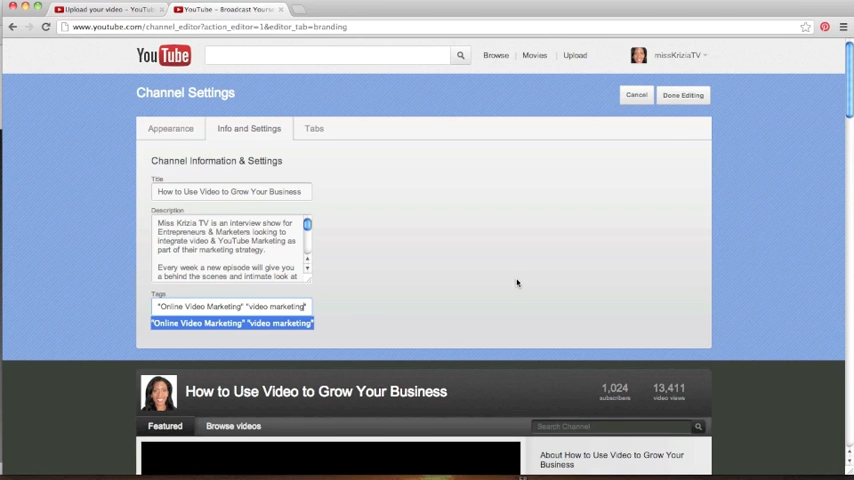 Upload your video – YouTub
YouTube – Broadcast Yourse
www.youtube.com/channel_editor?action_editor=1&editor_tab=branding
YouTube
Browse | Movies | Upload
missKriziaTV
Channel Settings
Cancel
Done Editing
Appearance
Info and Settings
Tabs
Channel Information & Settings
Title
How to Use Video to Grow Your Business
Description
Miss Krizia TV is an interview show for
Entrepreneurs & Marketers looking to
integrate video & YouTube Marketing as
part of their marketing strategy.
Every week a new episode will give you
a behind the scenes and intimate look at
Tags
"Online Video Marketing" "video marketing"
"Online Video Marketing" "video marketing"
How to Use Video to Grow Your Business
1,024
subscribers
13,411
video views
Featured
Browse videos
Search Channel
About How to Use Video to Grow Your
Business